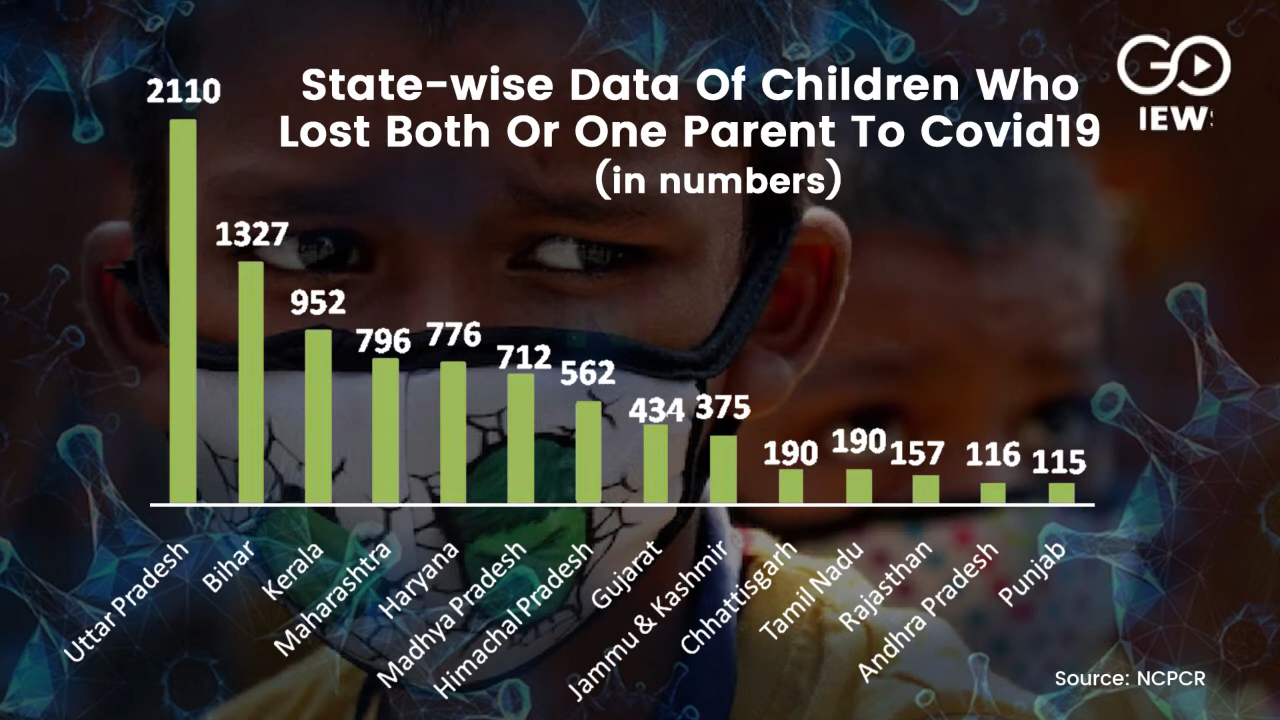 State-wise Data Of Children Who
Lost Both Or One Parent To Covid19
(in numbers)
GO
IEW
2110
1327
952
796
776
712
562
434
375
190
190
157
116
115
Uttar Pradesh
Bihar
Kerala
Maharashtra
Haryana
Madhya Pradesh
Himachal Pradesh
Gujarat
Jammu & Kashmir
Chhattisgarh
Tamil Nadu
Rajasthan
Andhra Pradesh
Punjab
Source: NCPCR